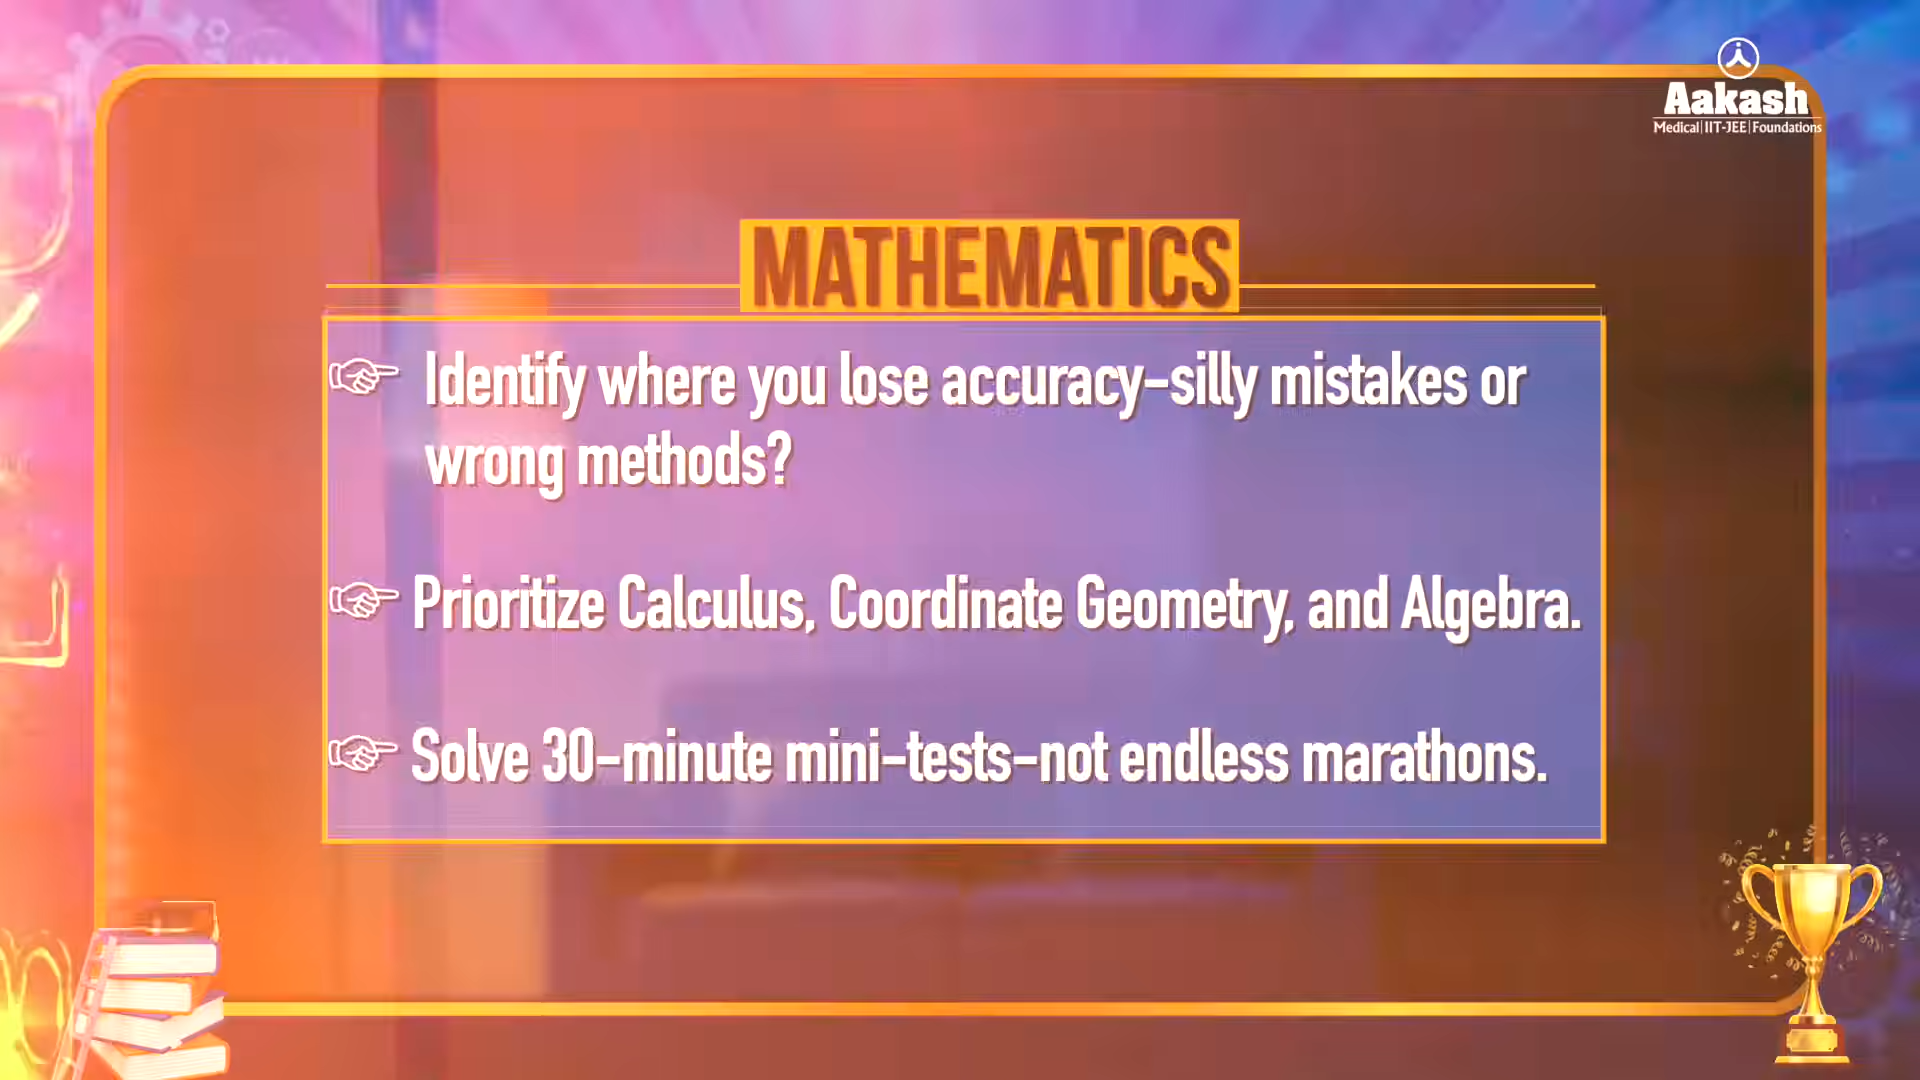 Aakash
Medical|IIT-JEE|Foundations
MATHEMATICS
Identify where you lose accuracy-silly mistakes or
wrong methods?
Prioritize Calculus, Coordinate Geometry, and Algebra.
Solve 30-minute mini-tests-not endless marathons.